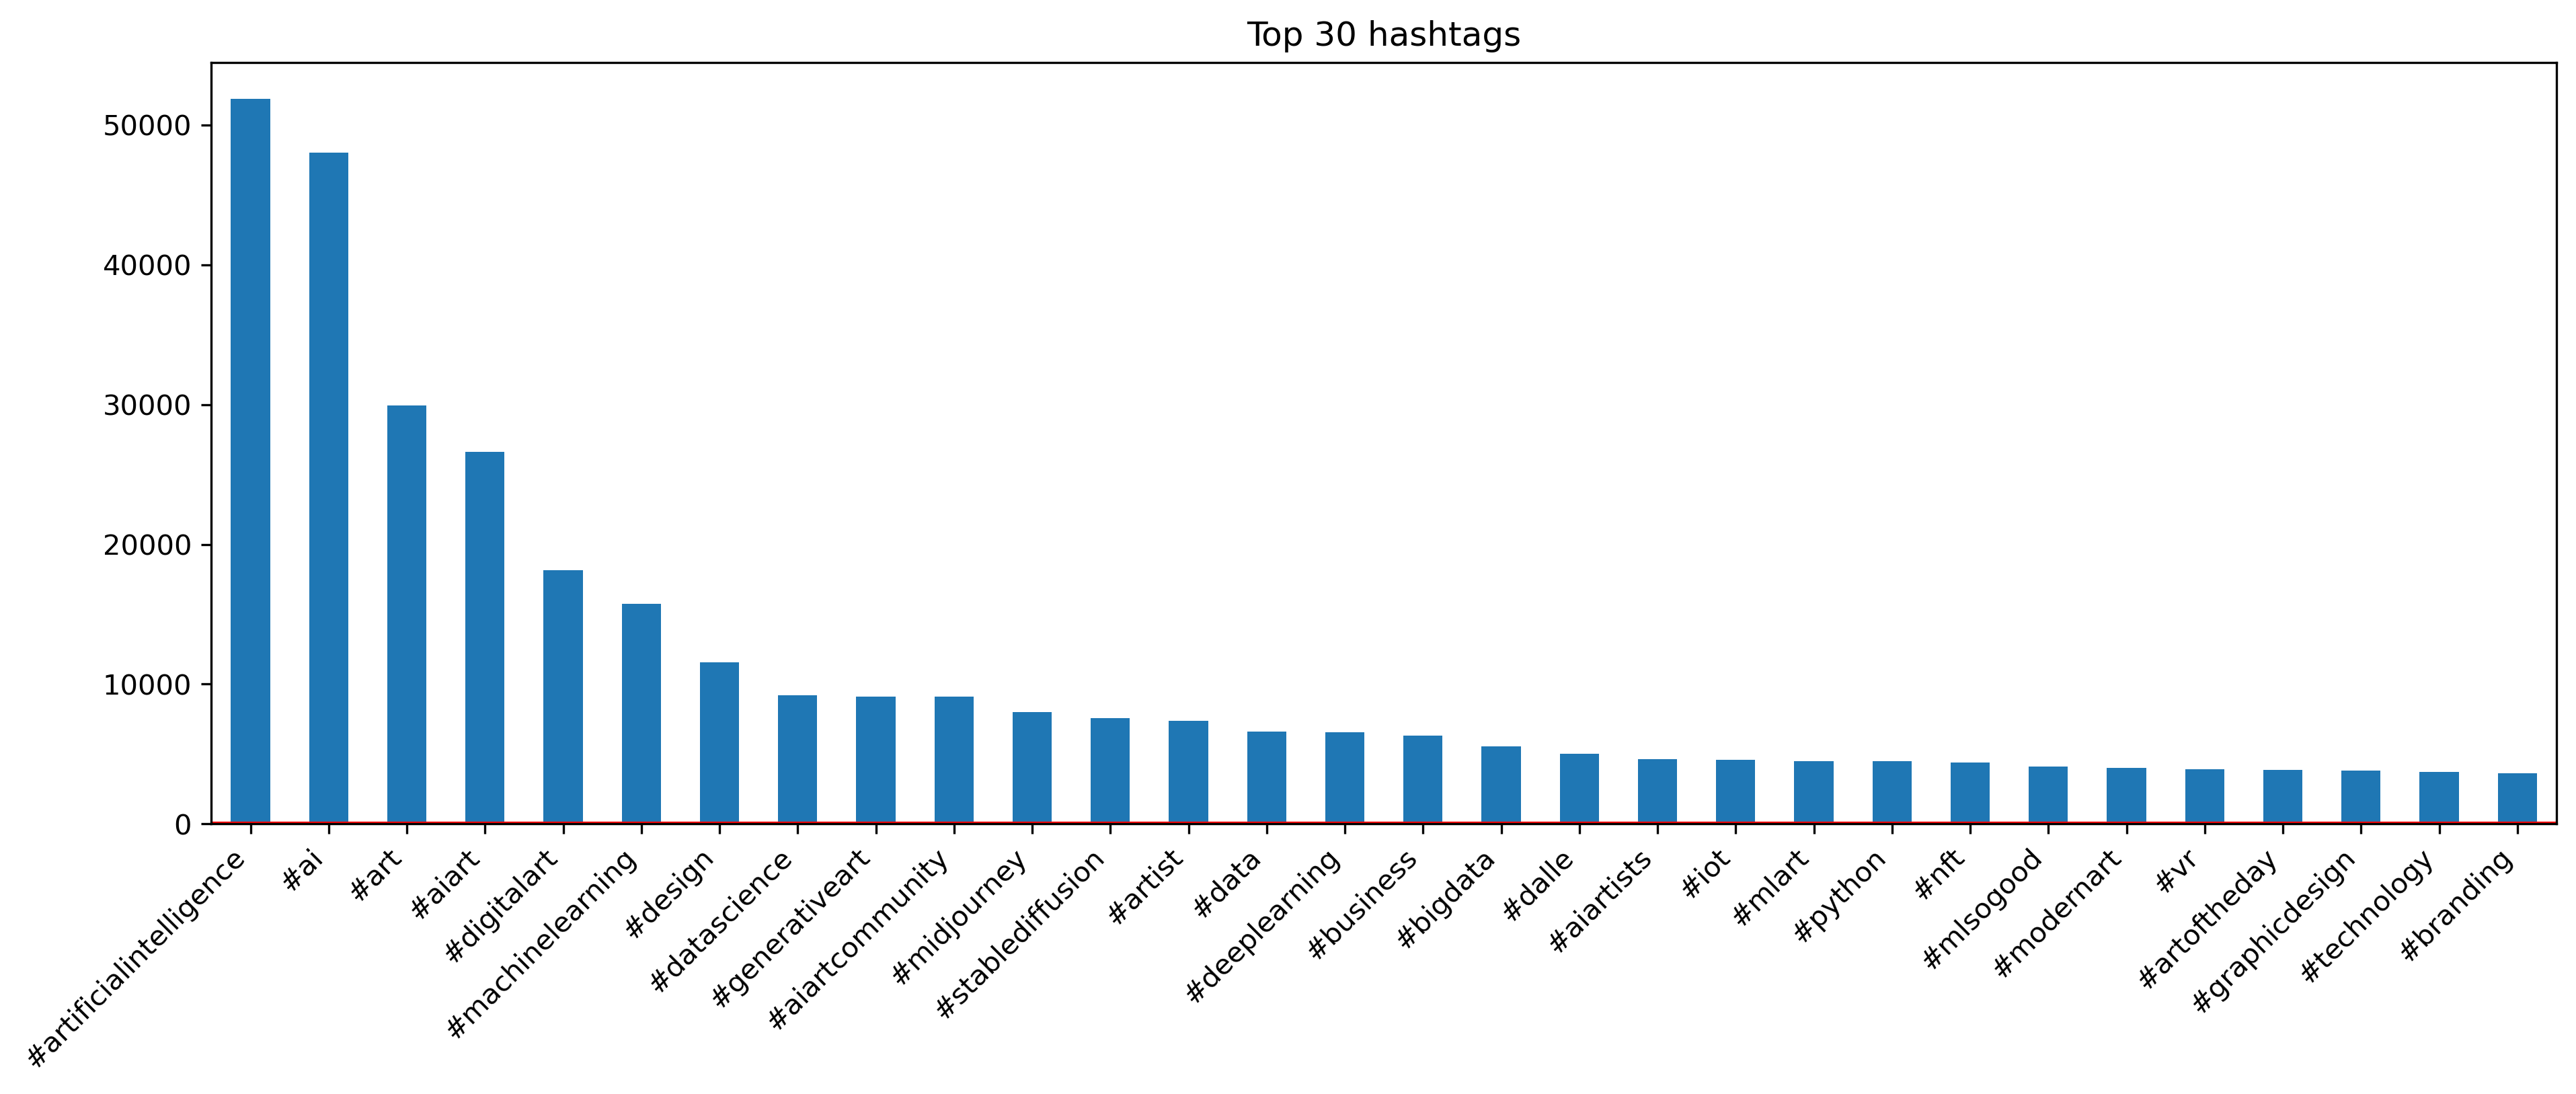 Top 30 hashtags
50000
40000
30000
20000
10000
0
#artificialintelligence
#ai
#art
#aiart
#digitalart
#machinelearning
#design
#datascience
#generativeart
#aiartcommunity
#midjourney
#stablediffusion
#artist
#data
#deeplearning
#business
#bigdata
#dalle
#aiartists
#iot
#mlart
#python
#nft
#mlsogood
#modernart
#vr
#artoftheday
#graphicdesign
#technology
#branding